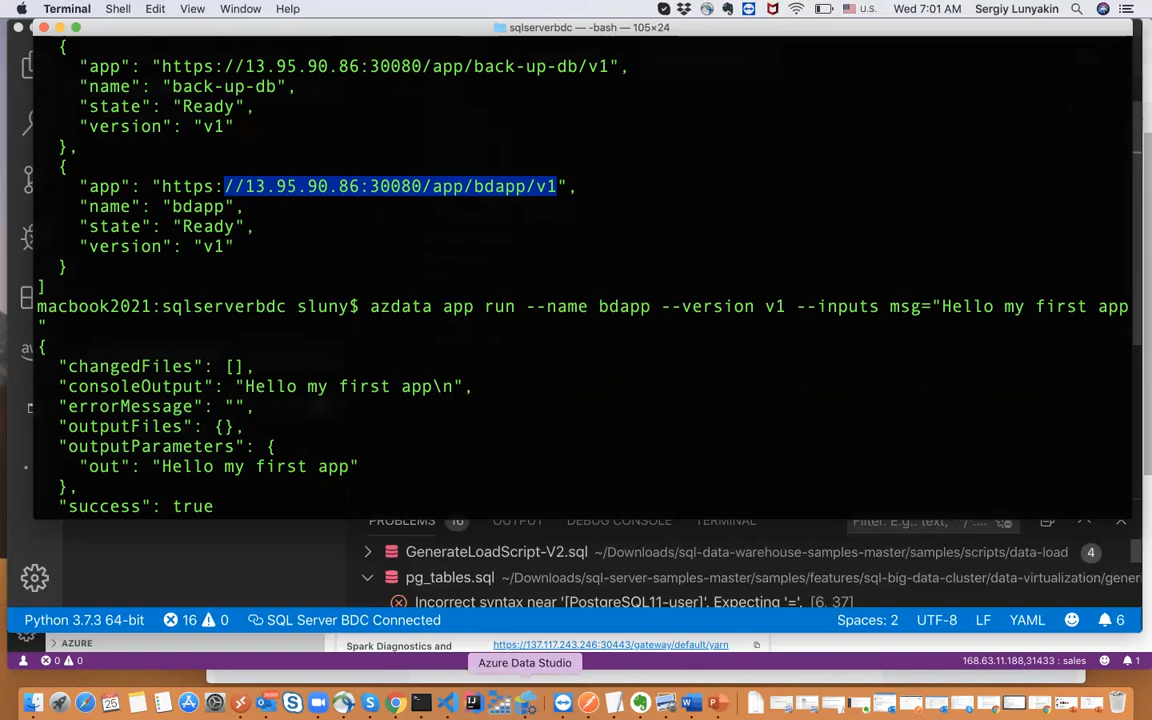 Terminal Shell Edit View Window Help U.S. Wed 7:01 AM Sergiy Lunyakin
sqlserverbdc — -bash — 105×24
{
"app": "https://13.95.90.86:30080/app/back-up-db/v1",
"name": "back-up-db",
"state": "Ready",
"version": "v1"
},
{
"app": "https://13.95.90.86:30080/app/bdapp/v1",
"name": "bdapp",
"state": "Ready",
"version": "v1"
}
]
macbook2021:sqlserverbdc sluny$ azdata app run --name bdapp --version v1 --inputs msg="Hello my first app
"
{
"changedFiles": [],
"consoleOutput": "Hello my first app\n",
"errorMessage": "",
"outputFiles": {},
"outputParameters": {
"out": "Hello my first app"
},
"success": true
PROBLEMS 16 OUTPUT DEBUG CONSOLE TERMINAL Filter. E.g.: text, 
GenerateLoadScript-V2.sql ~/Downloads/sql-data-warehouse-samples-master/samples/scripts/data-load 4
pg_tables.sql ~/Downloads/sql-server-samples-master/samples/features/sql-big-data-cluster/data-virtualization/gener
Incorrect syntax near '[PostgreSQL11-user]'. Expecting '='. [6, 37]
Python 3.7.3 64-bit 16 0 SQL Server BDC Connected Spaces: 2 UTF-8 LF YAML 6
AZURE
Spark Diagnostics and https://137.117.243.246:30443/gateway/default/yarn
0 0 Azure Data Studio 168.63.11.188,31433 : sales 1
25